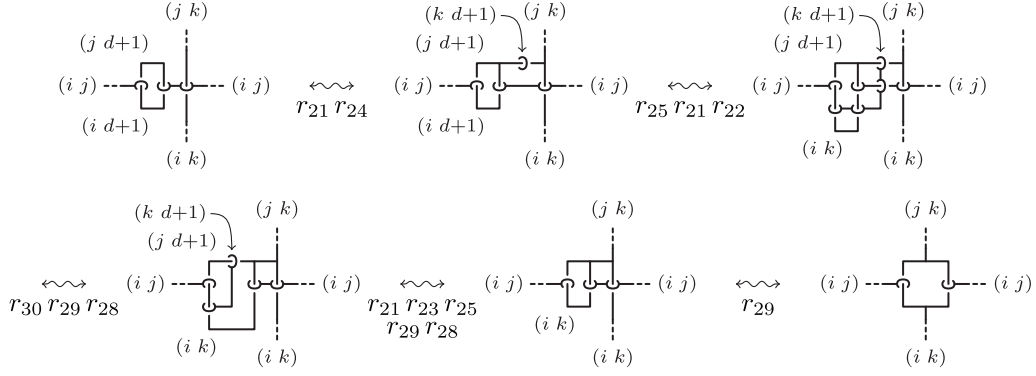 (j k)
(j d+1)
(i j)
(i j)
(i d+1)
(i k)
r21 r24
(k d+1)
(j k)
(j d+1)
(i j)
(i j)
(i d+1)
(i k)
r25 r21 r22
(k d+1)
(j k)
(j d+1)
(i j)
(i j)
(i k)
(i k)
r30 r29 r28
(k d+1)
(j k)
(j d+1)
(i j)
(i j)
(i k)
(i k)
r21 r23 r25
r29 r28
(j k)
(i j)
(i j)
(i k)
(i k)
r29
(j k)
(i j)
(i j)
(i k)